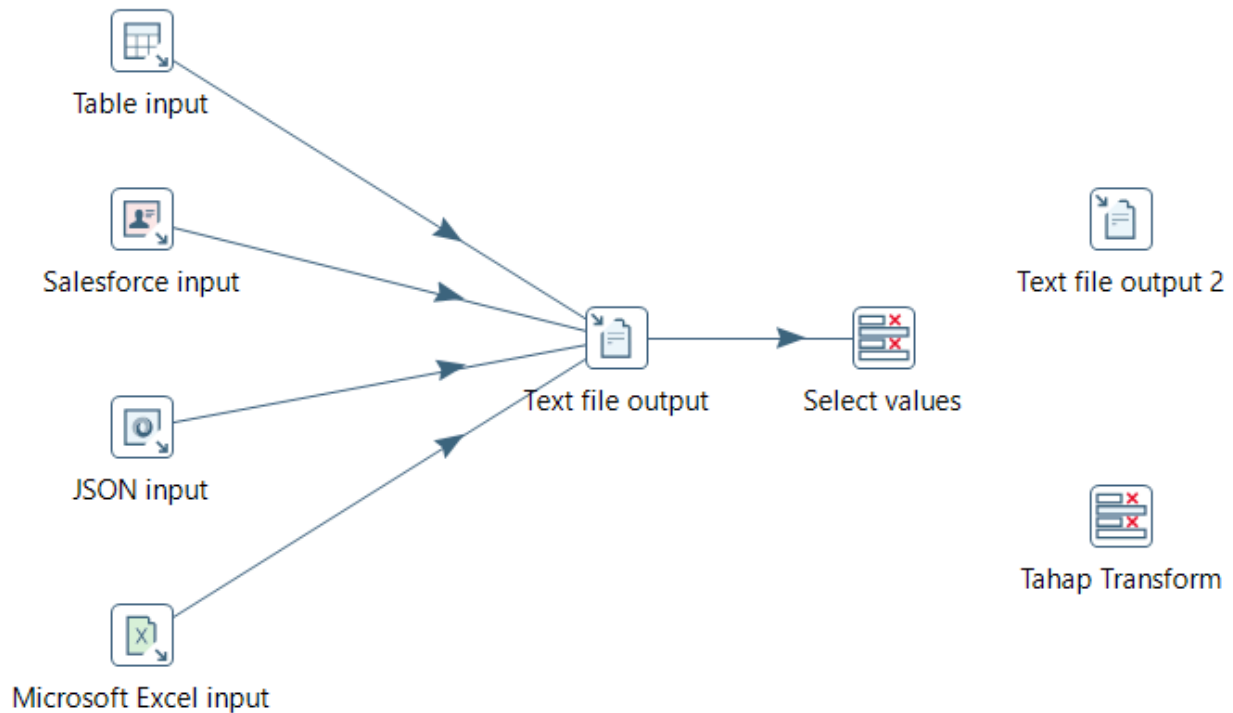 Table input
Salesforce input
Text file output 2
Text file output
Select values
JSON input
Tahap Transform
Microsoft Excel input